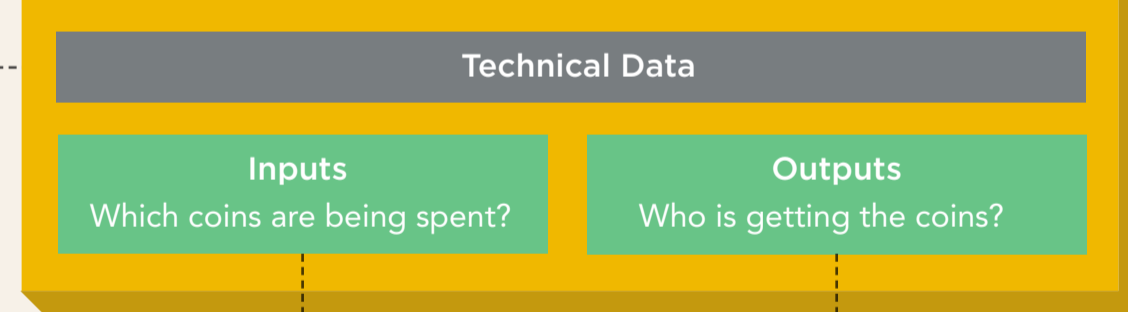 Technical Data
Inputs
Which coins are being spent?
Outputs
Who is getting the coins?